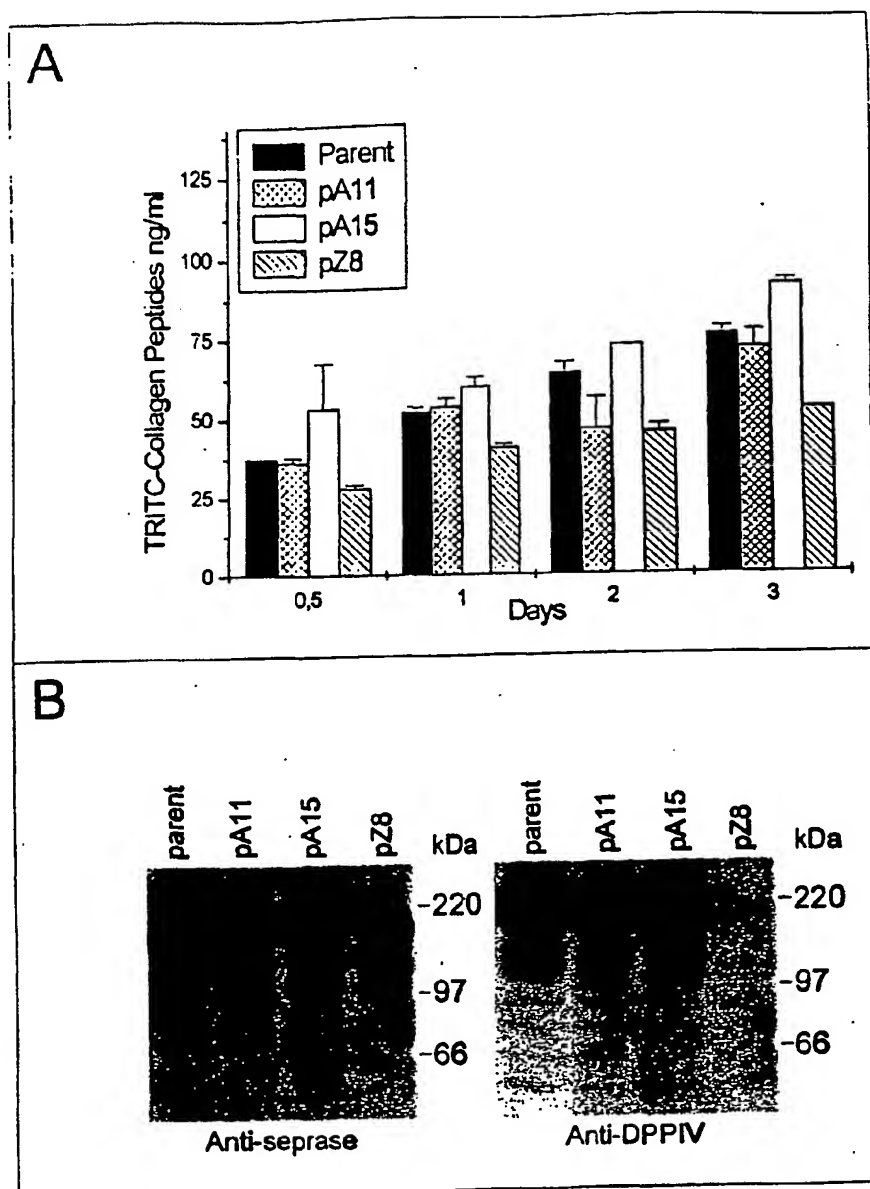 A
Parent
pA11
pA15
pZ8
TRITC-Collagen Peptides ng/ml
125
100
75
50
25
0
0,5
1
2
3
Days
B
parent
pA11
pA15
pZ8
kDa
-220
-97
-66
Anti-seprase
parent
pA11
pA15
pZ8
kDa
-220
-97
-66
Anti-DPPIV